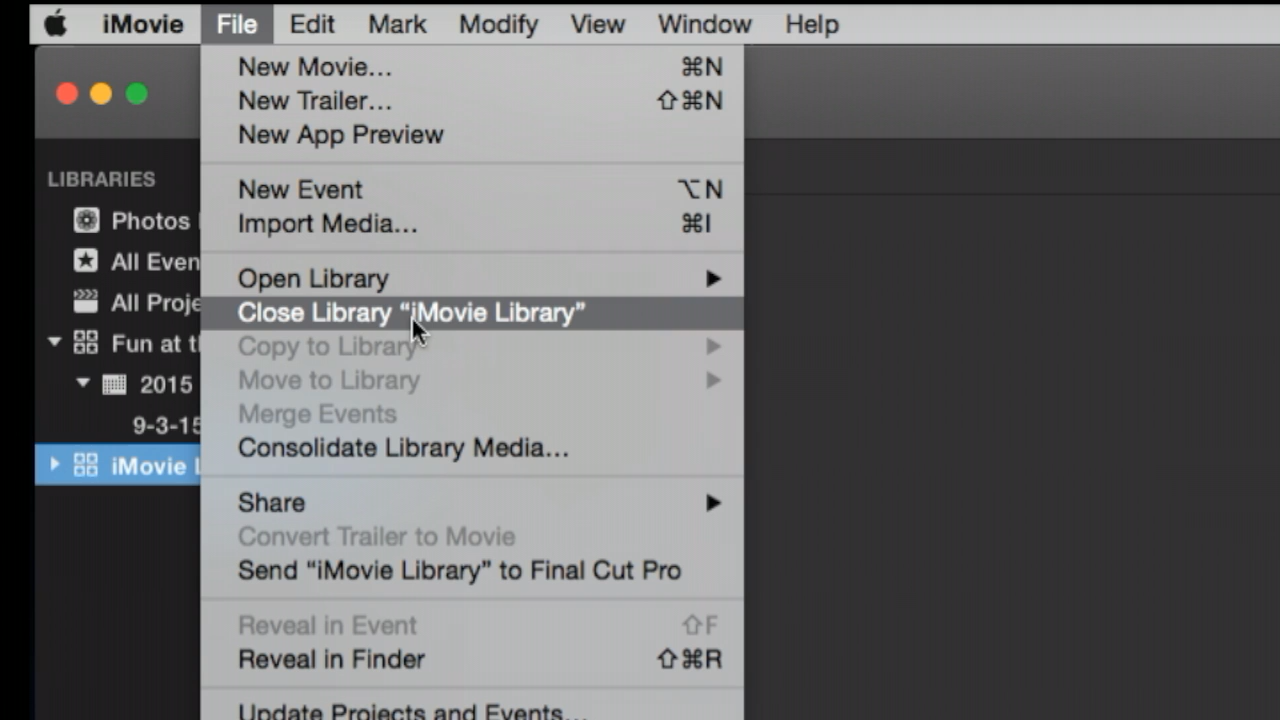 iMovie File Edit Mark Modify View Window Help
New Movie… ⌘N
New Trailer… ⇧⌘N
New App Preview
LIBRARIES
New Event ⌥N
Photos
Import Media… ⌘I
All Even
Open Library
All Proje
Close Library “iMovie Library”
Fun at t
Copy to Library
2015
Move to Library
9-3-15
Merge Events
Consolidate Library Media…
iMovie L
Share
Convert Trailer to Movie
Send “iMovie Library” to Final Cut Pro
Reveal in Event ⇧F
Reveal in Finder ⇧⌘R
Update Projects and Events…